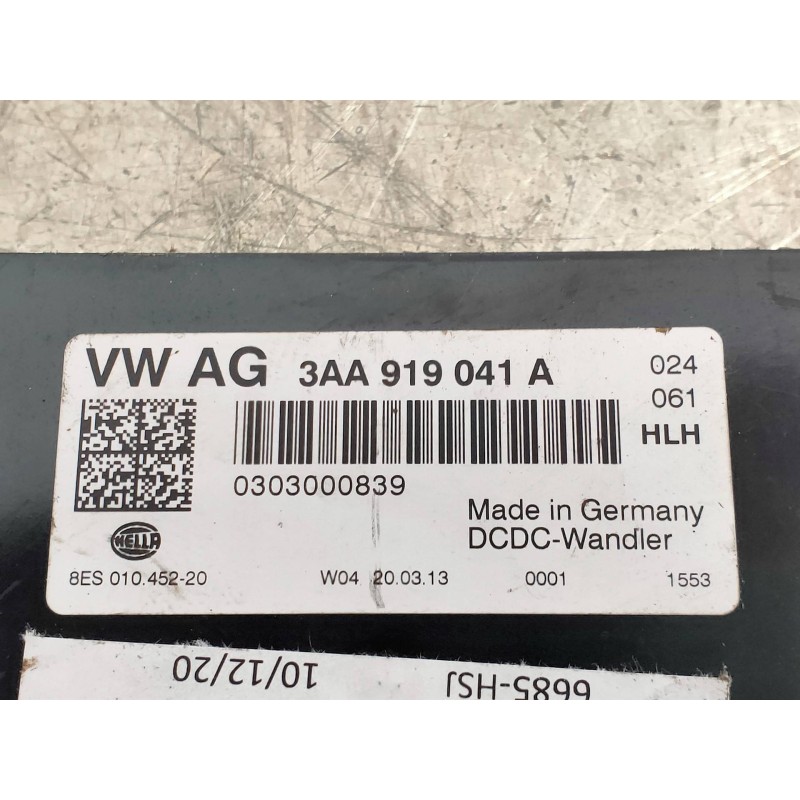 VW AG 3AA 919 041 A 024
061
HLH
0303000839
Made in Germany
DCDC-Wandler
HELLA
8ES 010.452-20 W04 20.03.13 0001 1553
10/12/20 6685-HSJ